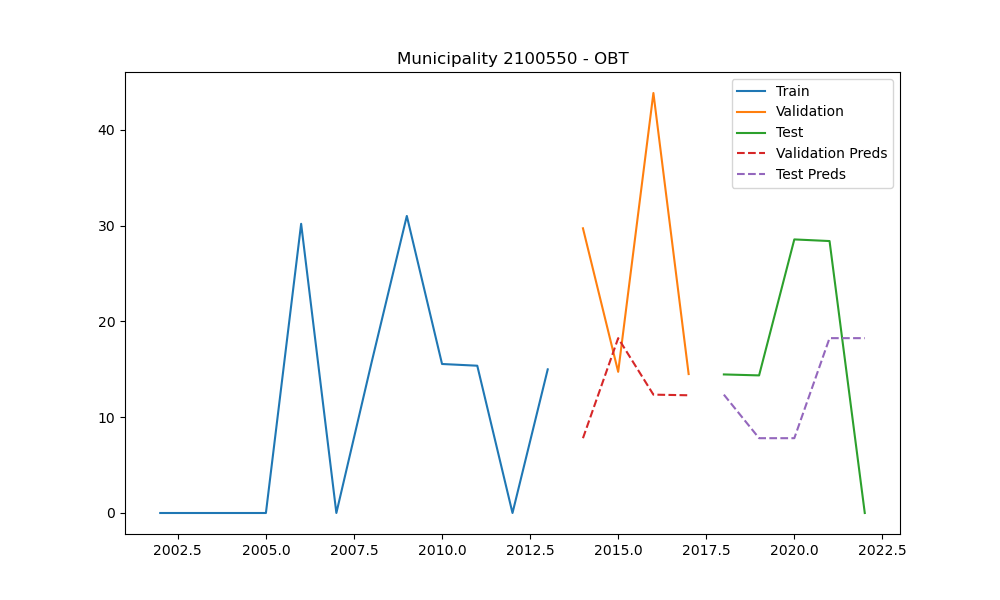 Municipality 2100550 - OBT
Train
Validation
Test
Validation Preds
Test Preds
40
30
20
10
0
2002.5 2005.0 2007.5 2010.0 2012.5 2015.0 2017.5 2020.0 2022.5